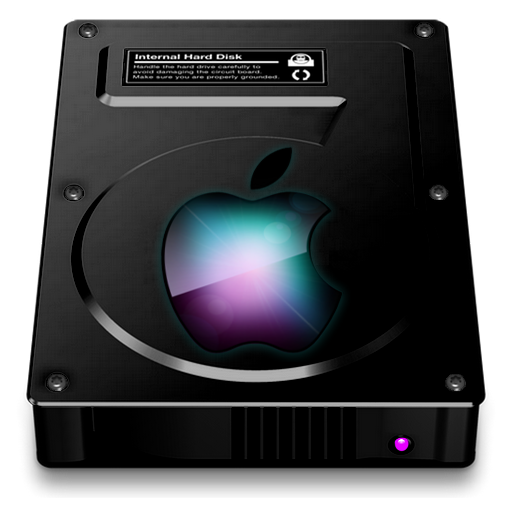 Internal Hard Disk
Handle the hard drive carefully to
avoid damaging the circuit board.
Make sure you are properly grounded.